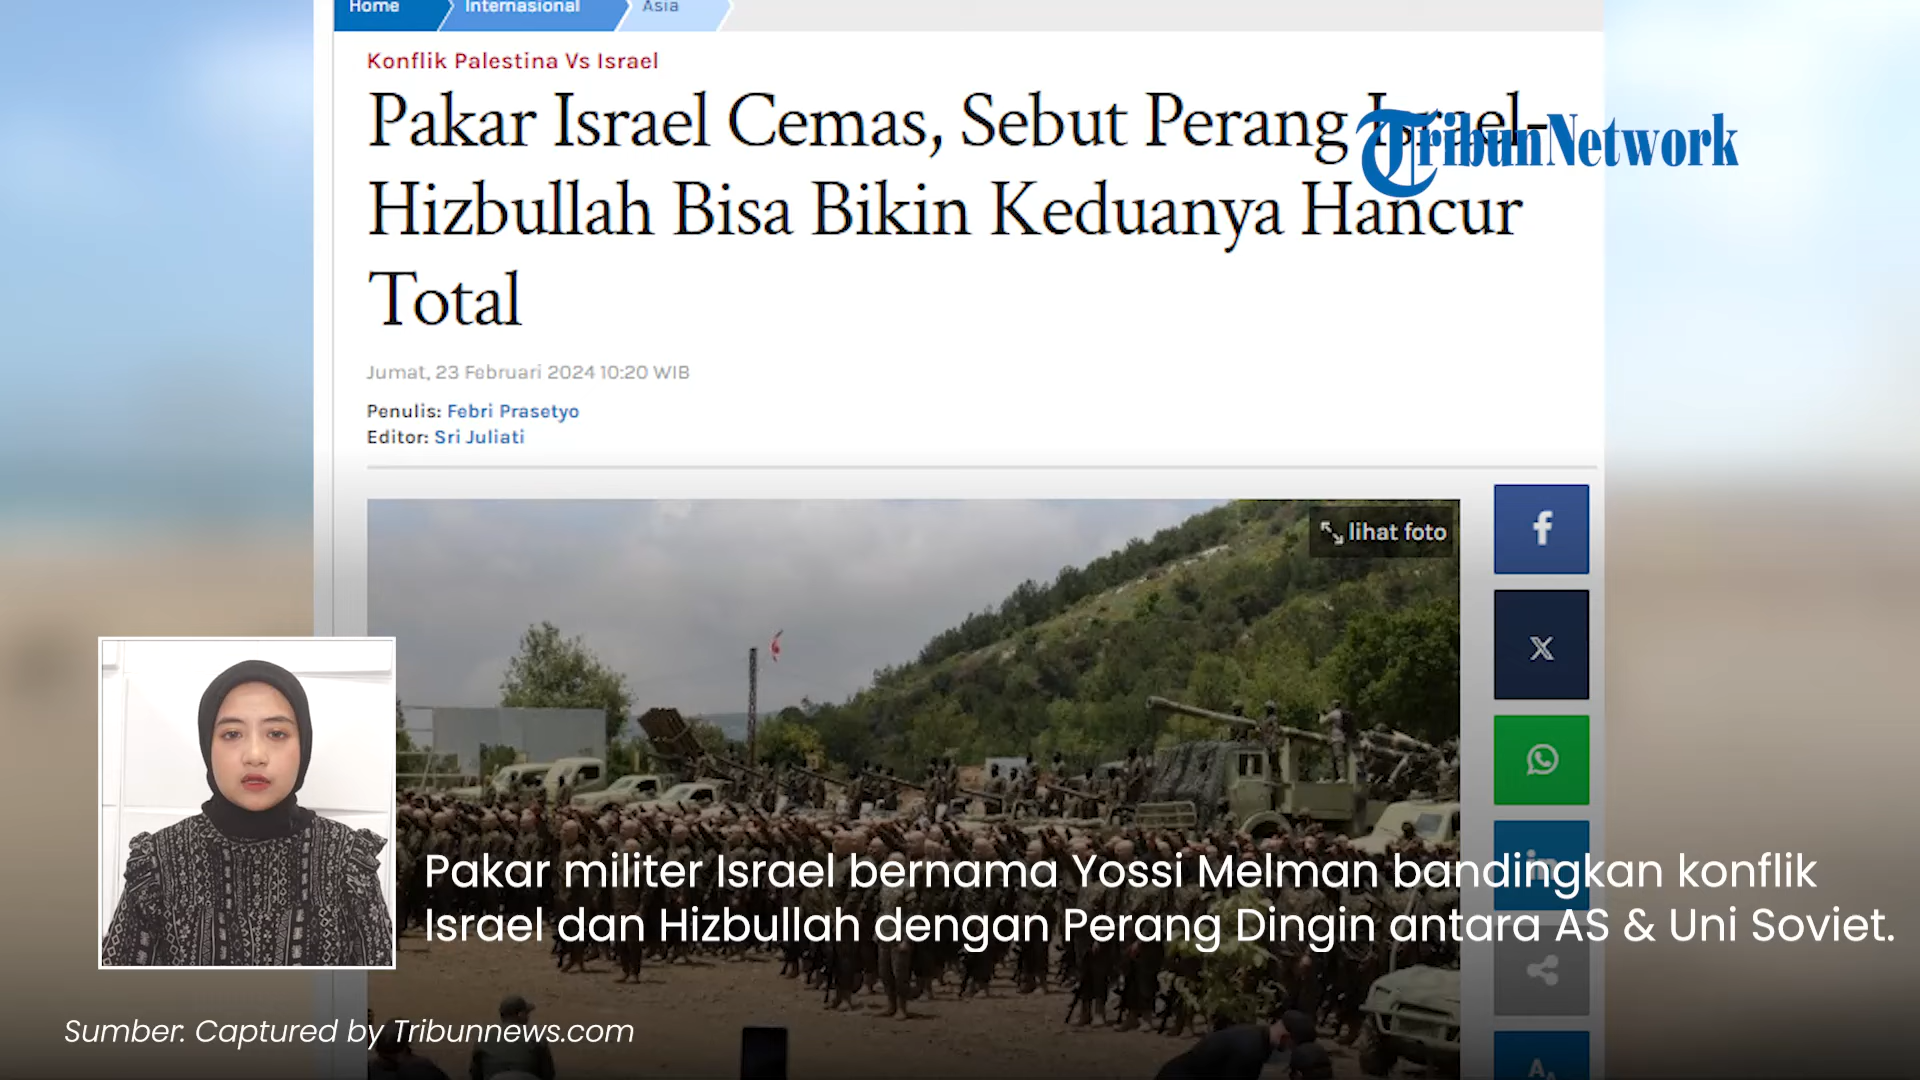 Home Internasional Asia
Konflik Palestina Vs Israel
Pakar Israel Cemas, Sebut Perang Israel-
TribunNetwork
Hizbullah Bisa Bikin Keduanya Hancur
Total
Jumat, 23 Februari 2024 10:20 WIB
Penulis: Febri Prasetyo
Editor: Sri Juliati
lihat foto
Pakar militer Israel bernama Yossi Melman bandingkan konflik
Israel dan Hizbullah dengan Perang Dingin antara AS & Uni Soviet.
Sumber: Captured by Tribunnews.com